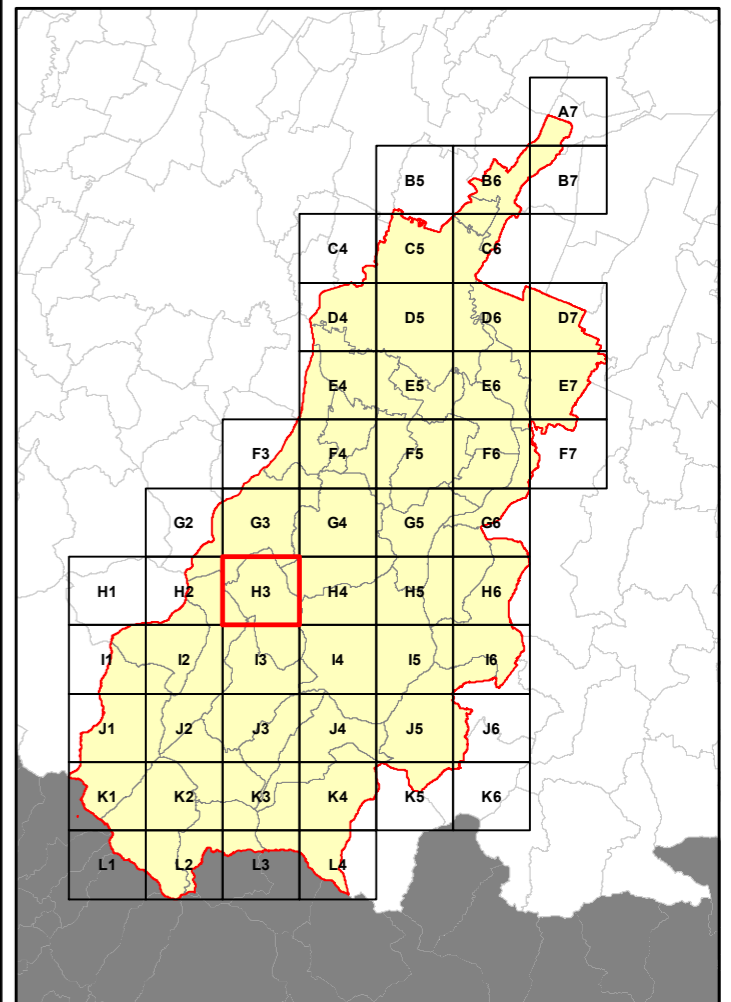 A7
B5 B6 B7
C4 C5 C6
D4 D5 D6 D7
E4 E5 E6 E7
F3 F4 F5 F6 F7
G2 G3 G4 G5 G6
H1 H2 H3 H4 H5 H6
I1 I2 I3 I4 I5 I6
J1 J2 J3 J4 J5 J6
K1 K2 K3 K4 K5 K6
L1 L2 L3 L4